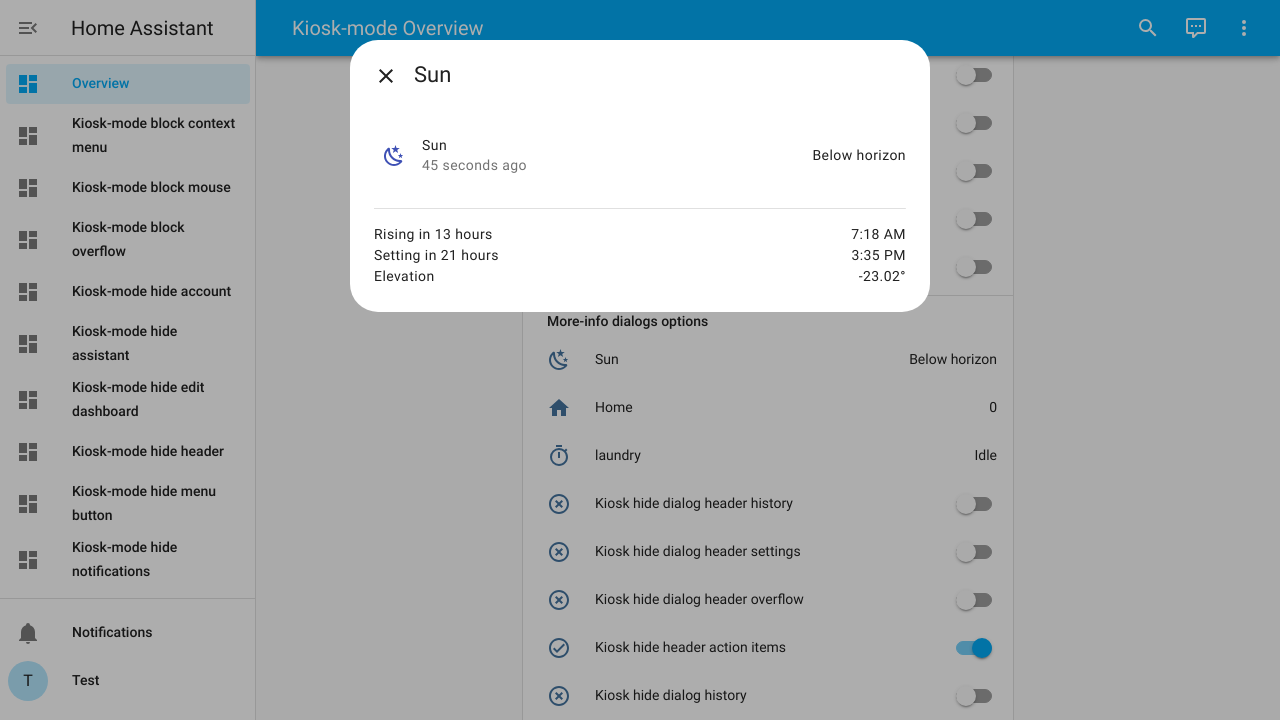 Home Assistant
Kiosk-mode Overview
Overview
Kiosk-mode block context
menu
Kiosk-mode block mouse
Kiosk-mode block
overflow
Kiosk-mode hide account
Kiosk-mode hide
assistant
Kiosk-mode hide edit
dashboard
Kiosk-mode hide header
Kiosk-mode hide menu
button
Kiosk-mode hide
notifications
Notifications
T Test
Sun
Sun
45 seconds ago
Below horizon
Rising in 13 hours 7:18 AM
Setting in 21 hours 3:35 PM
Elevation -23.02°
More-info dialogs options
Sun Below horizon
Home 0
laundry Idle
Kiosk hide dialog header history
Kiosk hide dialog header settings
Kiosk hide dialog header overflow
Kiosk hide header action items
Kiosk hide dialog history